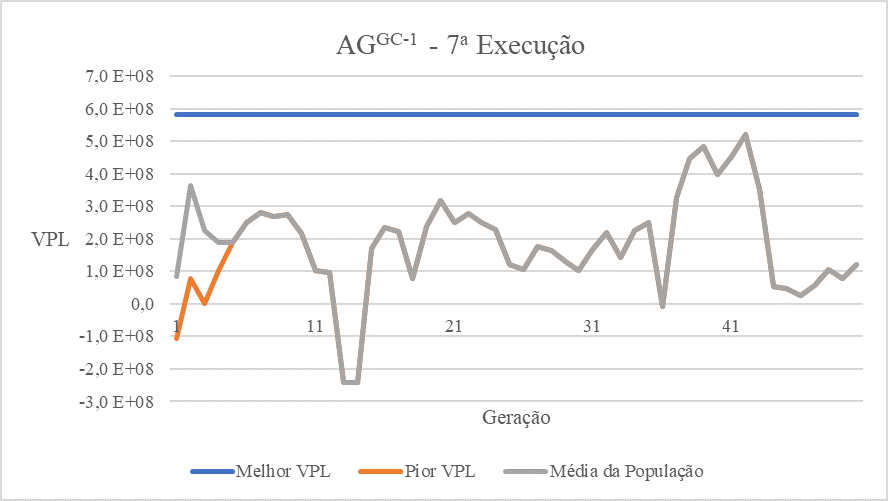 AGGC-1 - 7ª Execução
7,0 E+08
6,0 E+08
5,0 E+08
4,0 E+08
3,0 E+08
2,0 E+08
1,0 E+08
0,0
-1,0 E+08
-2,0 E+08
-3,0 E+08
VPL
1 11 21 31 41
Geração
Melhor VPL Pior VPL Média da População